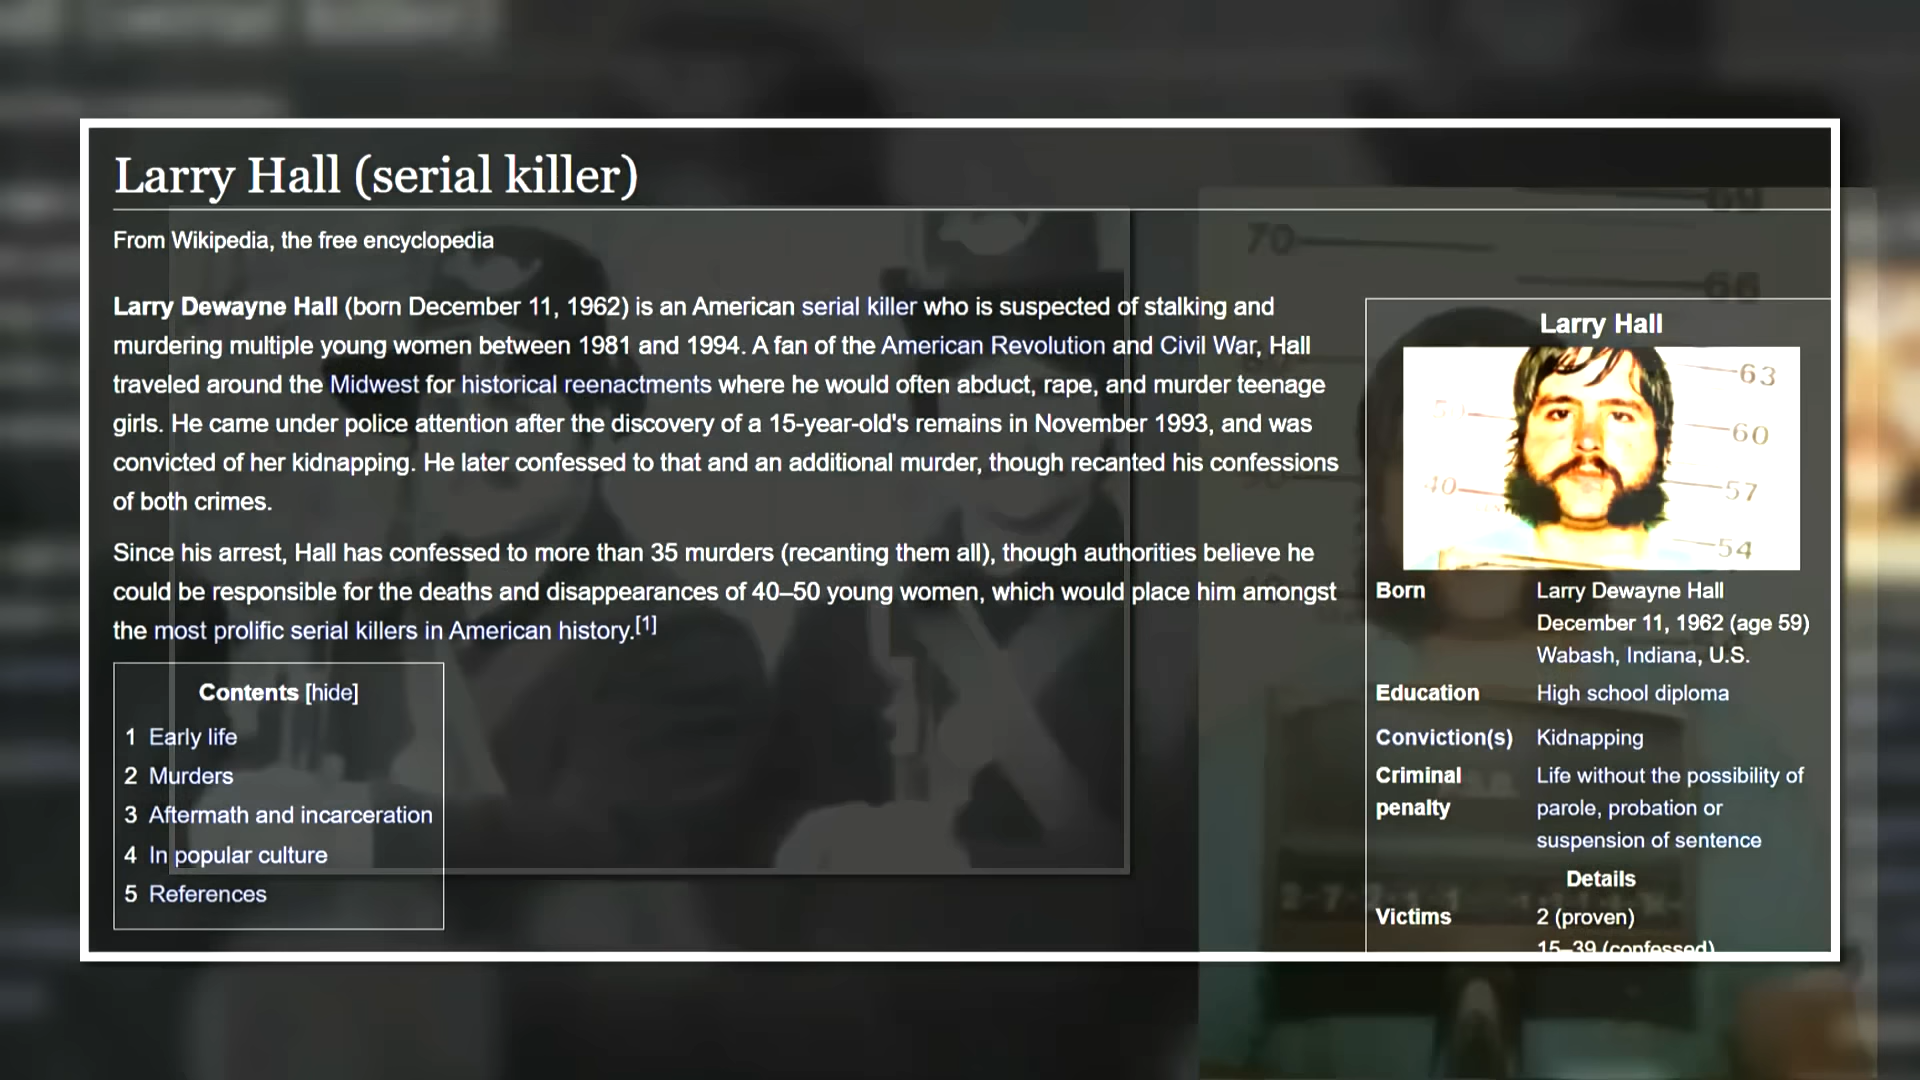 Larry Hall (serial killer)
From Wikipedia, the free encyclopedia
Larry Dewayne Hall (born December 11, 1962) is an American serial killer who is suspected of stalking and
murdering multiple young women between 1981 and 1994. A fan of the American Revolution and Civil War, Hall
traveled around the Midwest for historical reenactments where he would often abduct, rape, and murder teenage
girls. He came under police attention after the discovery of a 15-year-old's remains in November 1993, and was
convicted of her kidnapping. He later confessed to that and an additional murder, though recanted his confessions
of both crimes.
Since his arrest, Hall has confessed to more than 35 murders (recanting them all), though authorities believe he
could be responsible for the deaths and disappearances of 40–50 young women, which would place him amongst
the most prolific serial killers in American history.[1]
Contents [hide]
1 Early life
2 Murders
3 Aftermath and incarceration
4 In popular culture
5 References
Larry Hall
63
60
40
57
54
Born Larry Dewayne Hall
December 11, 1962 (age 59)
Wabash, Indiana, U.S.
Education High school diploma
Conviction(s) Kidnapping
Criminal penalty Life without the possibility of
parole, probation or
suspension of sentence
Details
Victims 2 (proven)
15–39 (confessed)
70
69
66